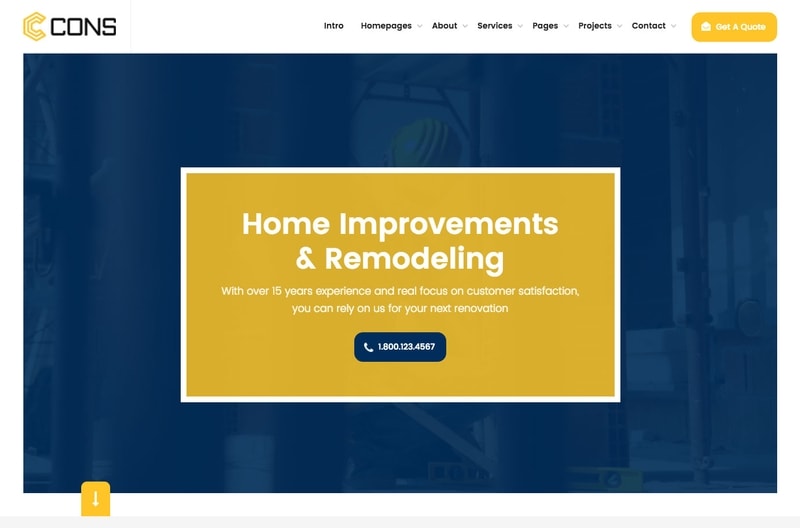 CONS
Intro
Homepages
About
Services
Pages
Projects
Contact
Get A Quote
Home Improvements
& Remodeling
With over 15 years experience and real focus on customer satisfaction,
you can rely on us for your next renovation
1.800.123.4567